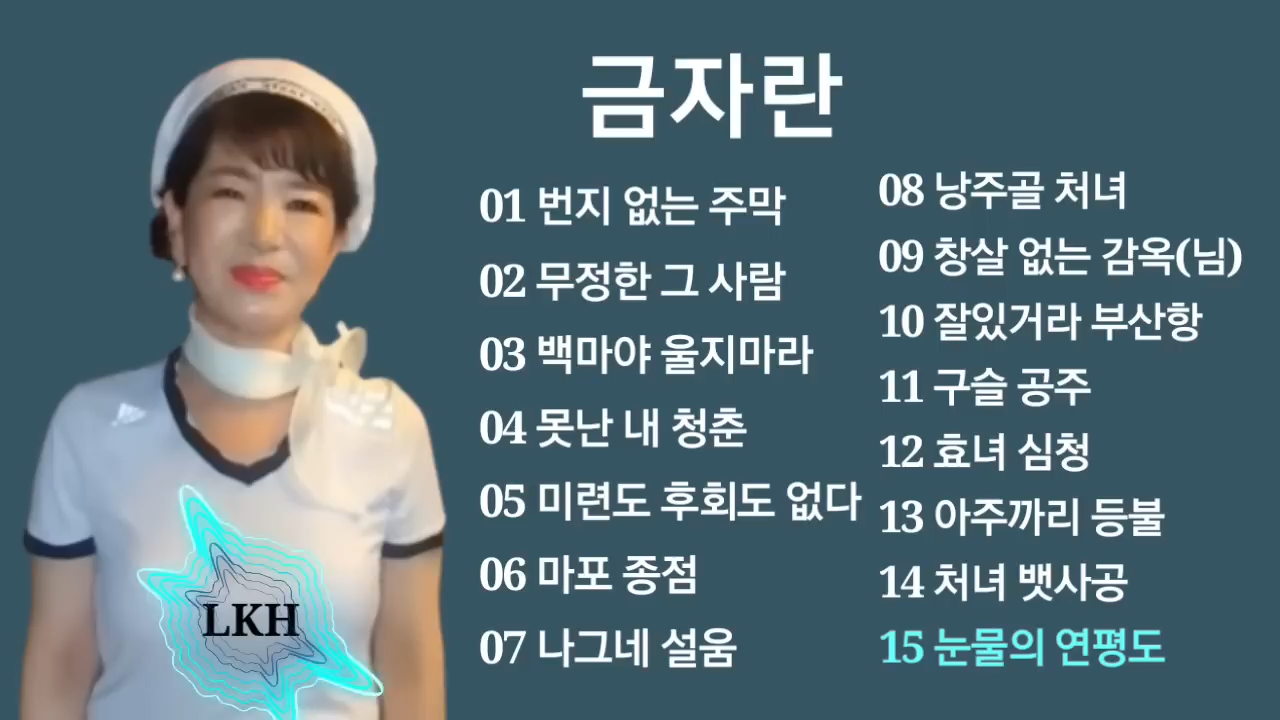 금자란
01 번지 없는 주막
02 무정한 그 사람
03 백마야 울지마라
04 못난 내 청춘
05 미련도 후회도 없다
06 마포 종점
07 나그네 설움
08 낭주골 처녀
09 창살 없는 감옥(님)
10 잘있거라 부산항
11 구슬 공주
12 효녀 심청
13 아주까리 등불
14 처녀 뱃사공
15 눈물의 연평도
LKH